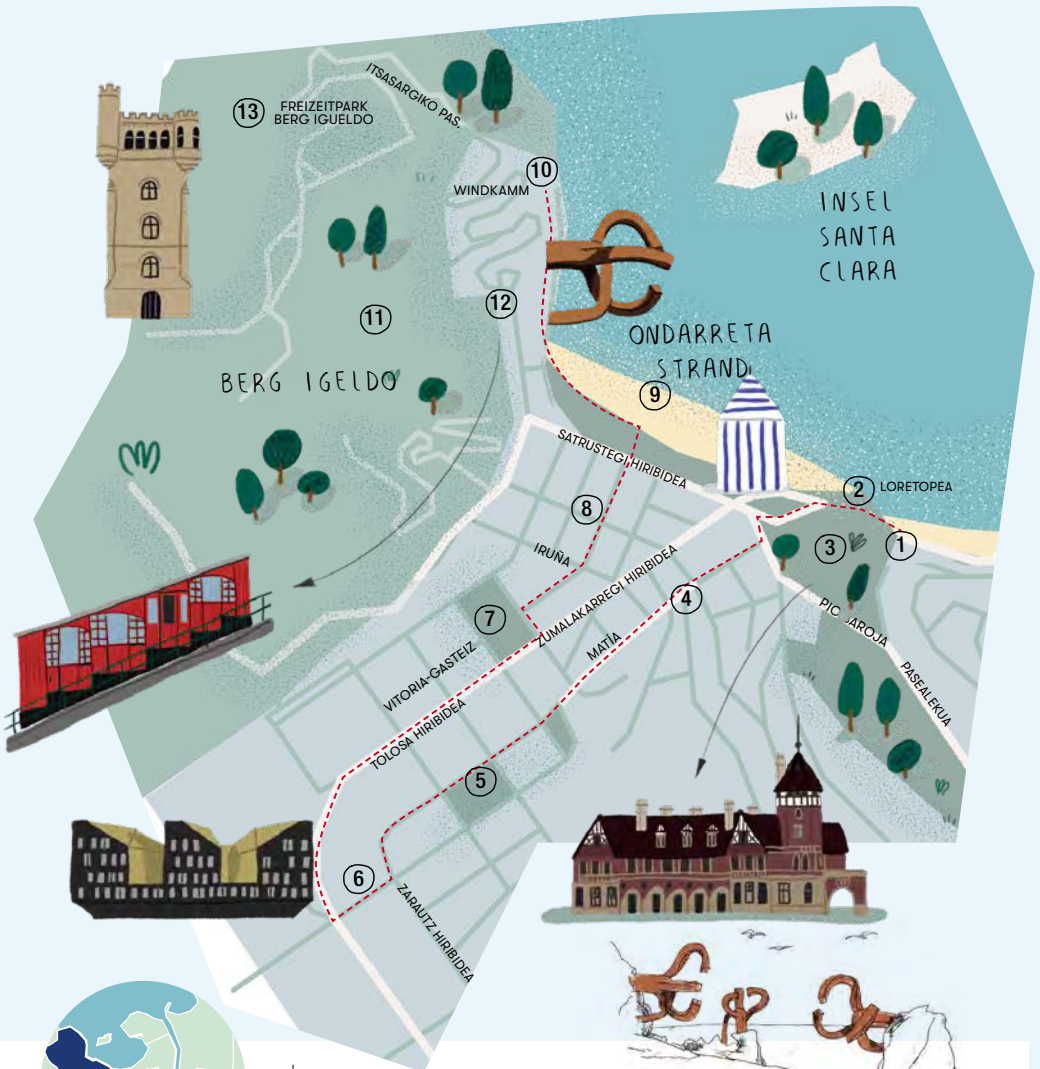 ITSASARGIKO PAS.
13
FREIZEITPARK
BERG IGUELDO
10
WINDKAMM
INSEL
SANTA
CLARA
12
11
ONDARRETA
STRAND
BERG IGELDO
9
SATRUSTEGI HIRIBIDEA
2
LORETOPEA
8
3
1
IRUÑA
ZUMALAKARREGI HIRIBIDEA
4
PIO BAROJA
PASEALEKUA
7
MATÍA
VITORIA-GASTEIZ
TOLOSA HIRIBIDEA
5
6
ZARAUTZ HIRIBIDEA